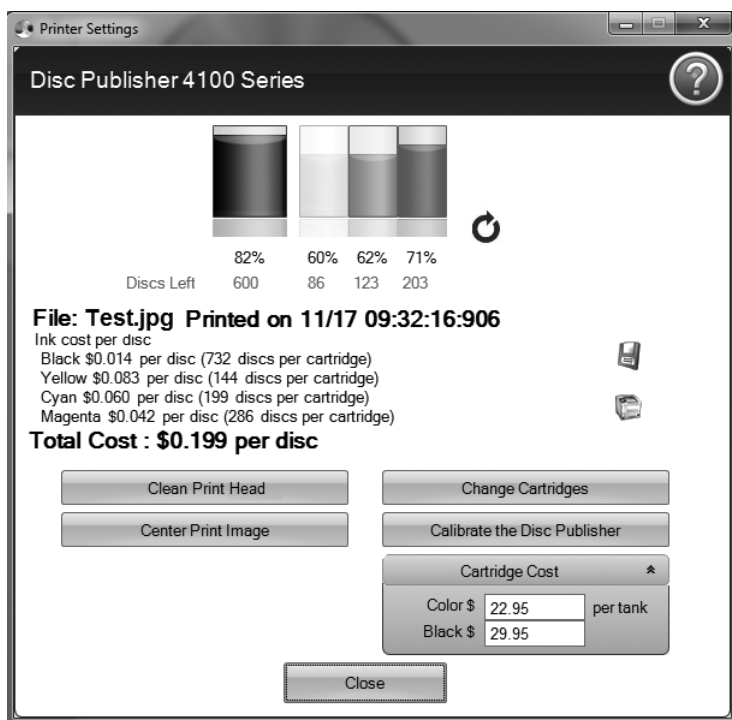 Printer Settings
Disc Publisher 4100 Series
?
82% 60% 62% 71%
Discs Left 600 86 123 203
File: Test.jpg Printed on 11/17 09:32:16:906
Ink cost per disc
Black $0.014 per disc (732 discs per cartridge)
Yellow $0.083 per disc (144 discs per cartridge)
Cyan $0.060 per disc (199 discs per cartridge)
Magenta $0.042 per disc (286 discs per cartridge)
Total Cost : $0.199 per disc
Clean Print Head Change Cartridges
Center Print Image Calibrate the Disc Publisher
Cartridge Cost
Color $ 22.95 per tank
Black $ 29.95
Close